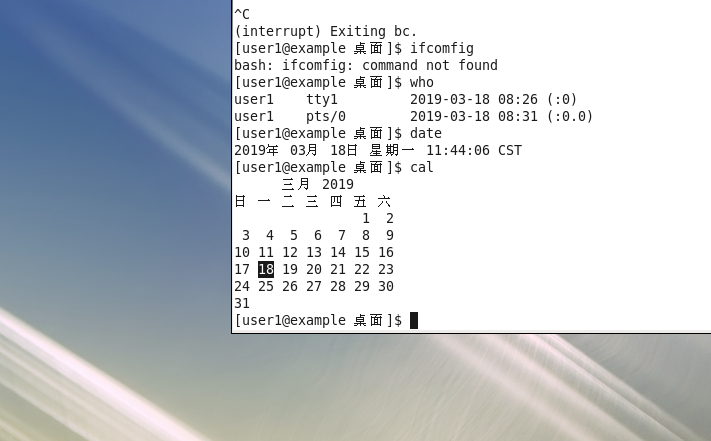 ^C
(interrupt) Exiting bc.
[user1@example 桌面]$ ifcomfig
bash: ifcomfig: command not found
[user1@example 桌面]$ who
user1    tty1         2019-03-18 08:26 (:0)
user1    pts/0        2019-03-18 08:31 (:0.0)
[user1@example 桌面]$ date
2019年 03月 18日 星期一 11:44:06 CST
[user1@example 桌面]$ cal
      三月 2019
日 一 二 三 四 五 六
                1  2
 3  4  5  6  7  8  9
10 11 12 13 14 15 16
17 18 19 20 21 22 23
24 25 26 27 28 29 30
31
[user1@example 桌面]$